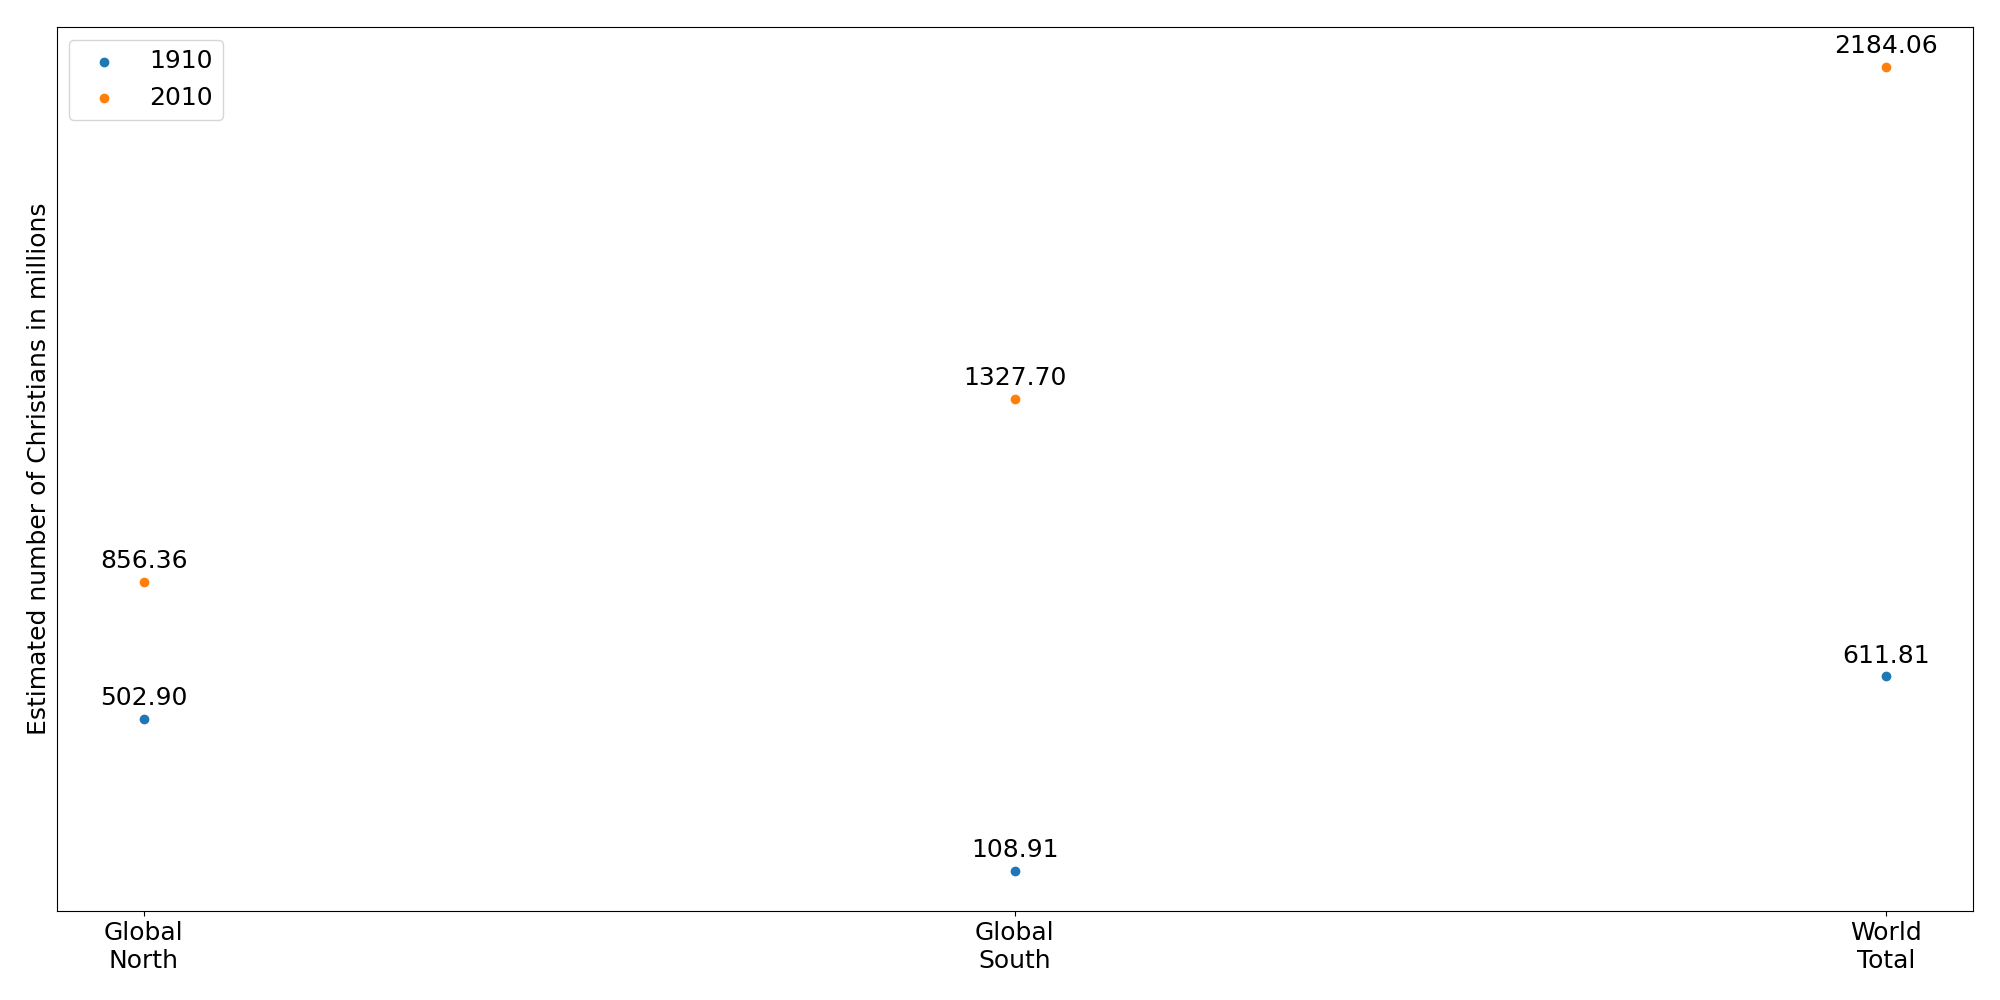 1910
2010
2184.06
1327.70
856.36
611.81
502.90
108.91
Estimated number of Christians in millions
Global
North
Global
South
World
Total